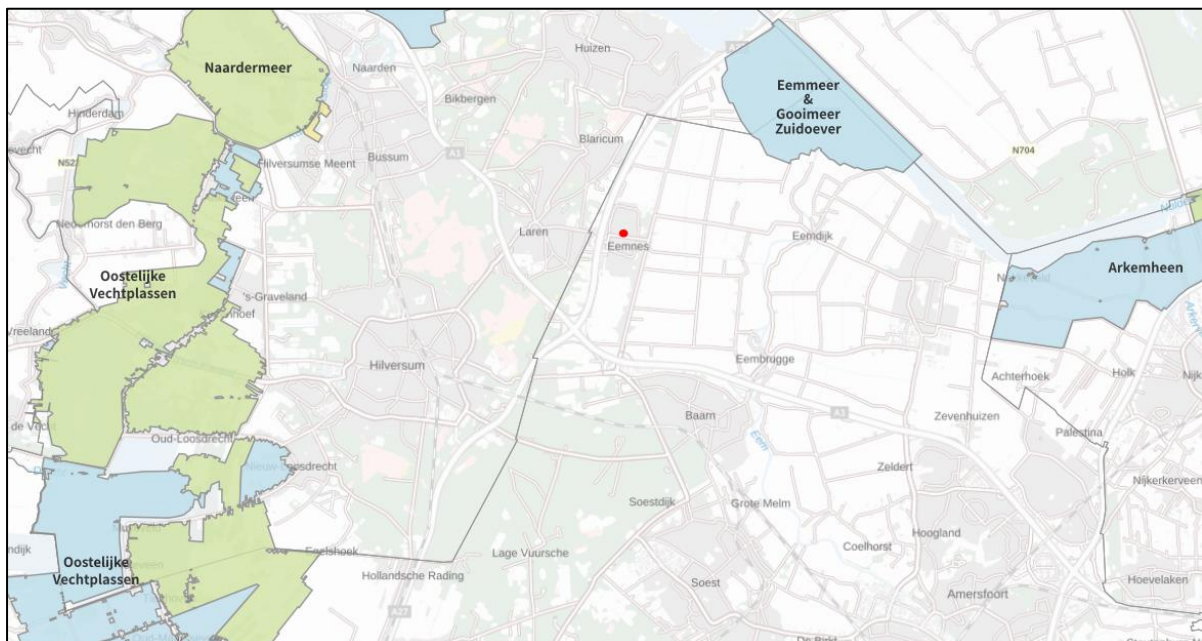 Naardermeer
Naarden
Huizen
Bikbergen
Eemmeer
&
Gooimeer
Zuidoever
Hinderdam
Blaricum
N704
Bussum
A1
Hilversumse Meent
Nederhorst den Berg
Laren
Eemnes
Eemdijk
Arkemheen
Oostelijke
Vechtplassen
's-Graveland
Vreeland
Hilversum
Eembrugge
Achterhoek
Holk
Baarn
A1
Zevenhuizen
Eem
Palestina
Oud-Loosdrecht
Zeldert
Nijkerkerveen
Soestdijk
Grote Melm
Hoogland
Coelhorst
Lage Vuursche
Oostelijke
Vechtplassen
Hollandsche Rading
Soest
Hoevelaken
Amersfoort
A27